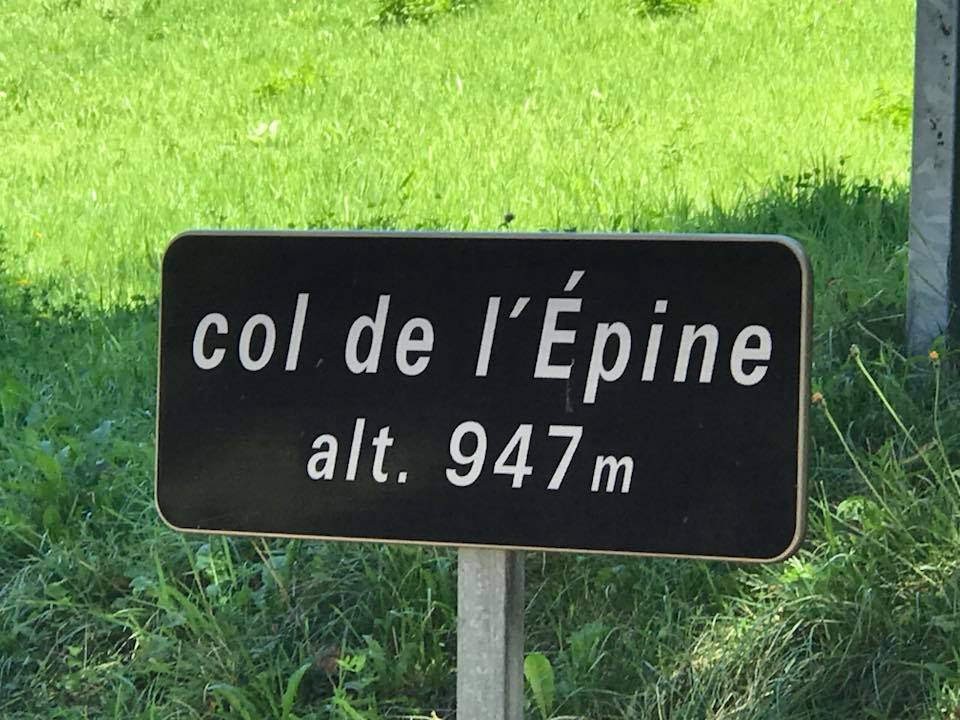 col de l'Épine
alt. 947m